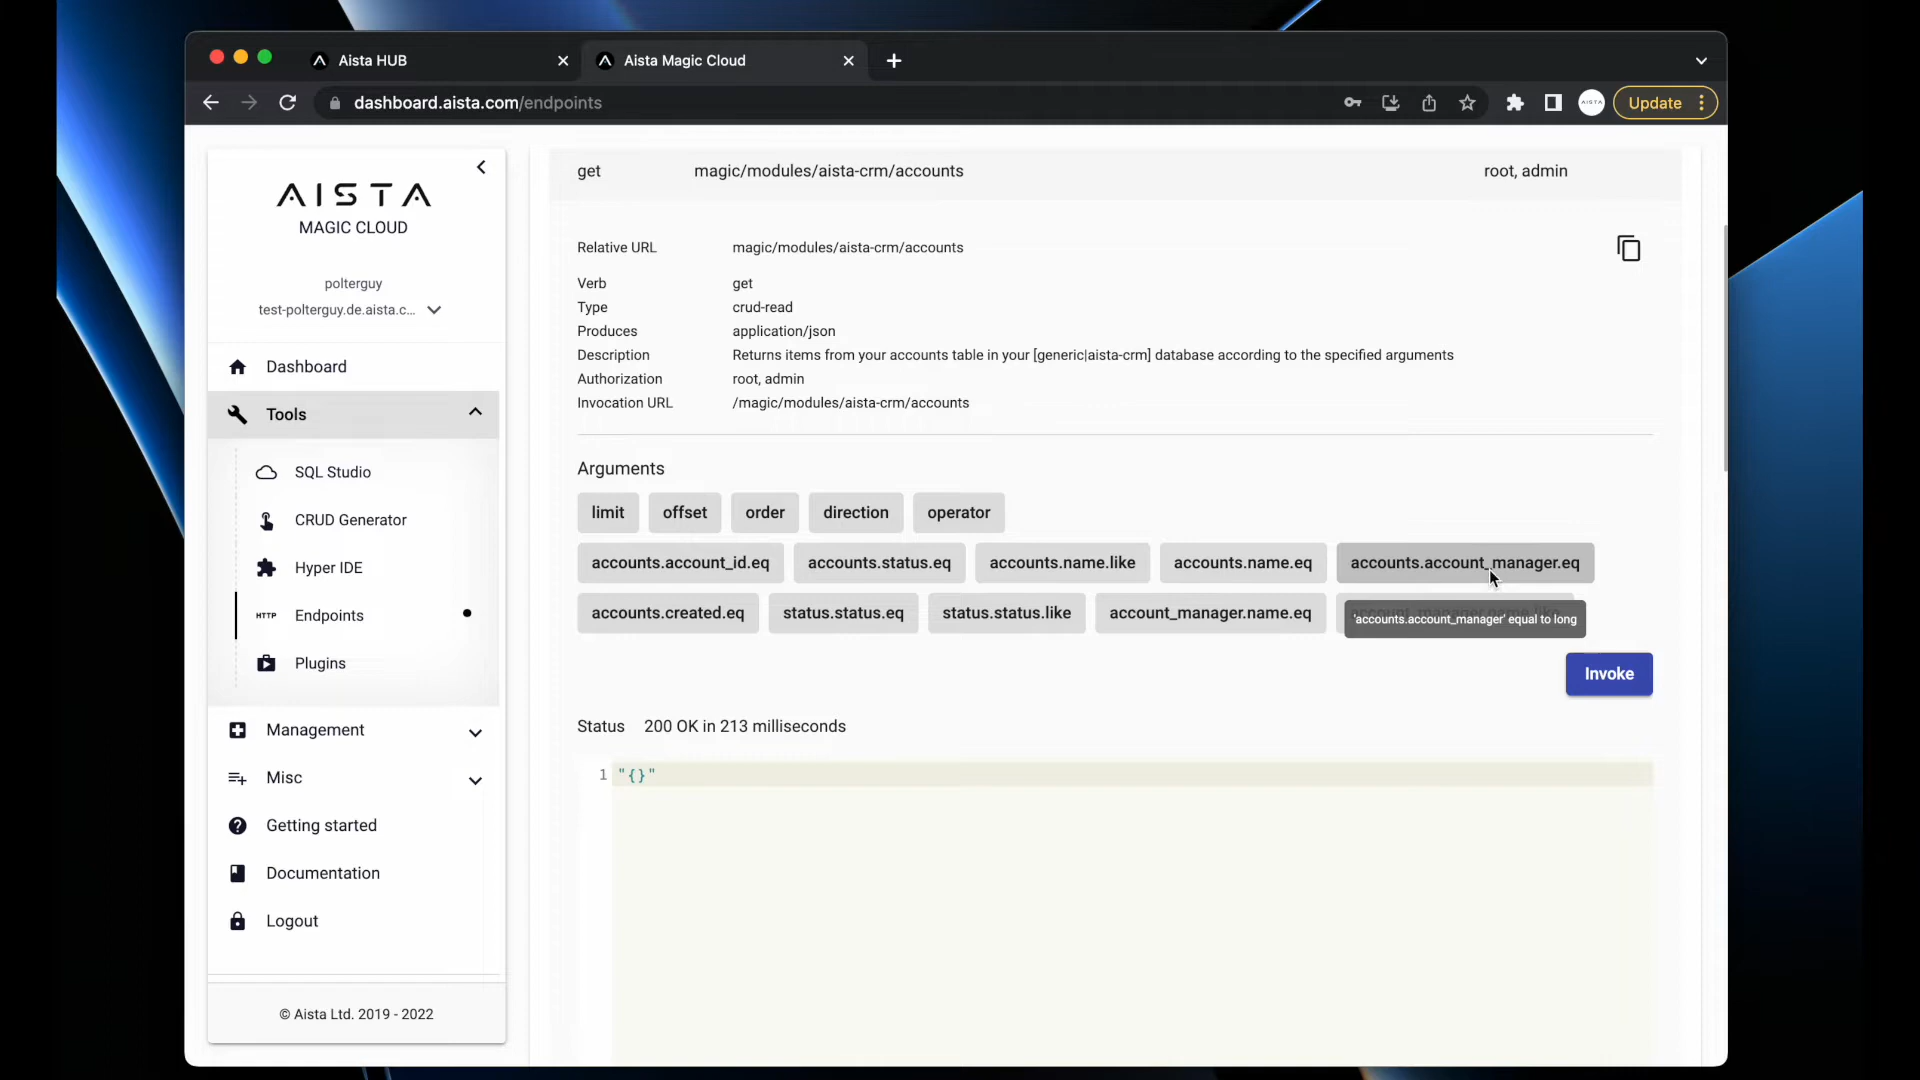 Aista HUB
Aista Magic Cloud
dashboard.aista.com/endpoints
AISTA
Update
AISTA
MAGIC CLOUD
polterguy
test-polterguy.de.aista.c...
Dashboard
Tools
SQL Studio
CRUD Generator
Hyper IDE
HTTP Endpoints
Plugins
Management
Misc
Getting started
Documentation
Logout
© Aista Ltd. 2019 - 2022
get magic/modules/aista-crm/accounts root, admin
Relative URL magic/modules/aista-crm/accounts
Verb get
Type crud-read
Produces application/json
Description Returns items from your accounts table in your [generic|aista-crm] database according to the specified arguments
Authorization root, admin
Invocation URL /magic/modules/aista-crm/accounts
Arguments
limit offset order direction operator
accounts.account_id.eq accounts.status.eq accounts.name.like accounts.name.eq accounts.account_manager.eq
accounts.created.eq status.status.eq status.status.like account_manager.name.eq account_manager.name.like
'accounts.account_manager' equal to long
Invoke
Status 200 OK in 213 milliseconds
1 "{}"